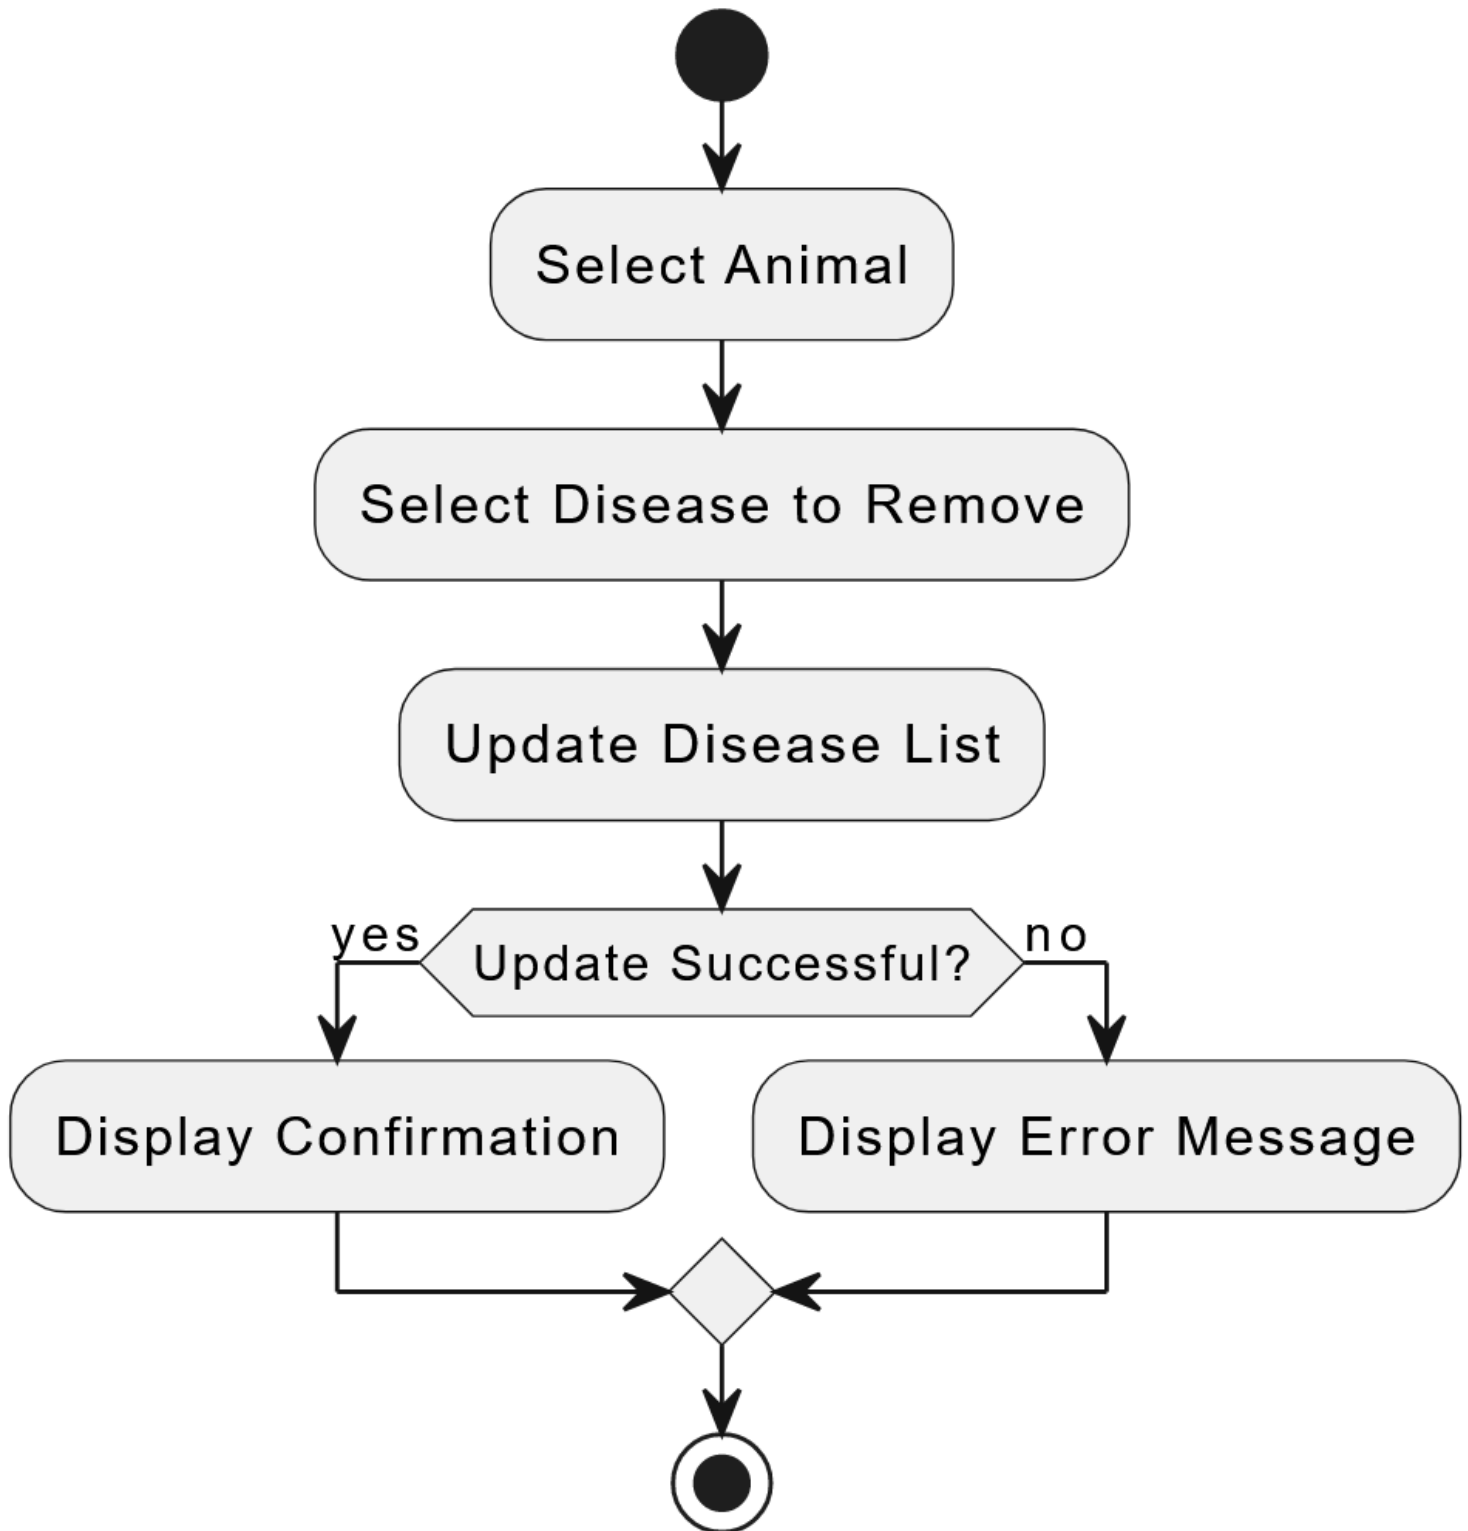 Select Animal
Select Disease to Remove
Update Disease List
yes
Update Successful?
no
Display Confirmation
Display Error Message